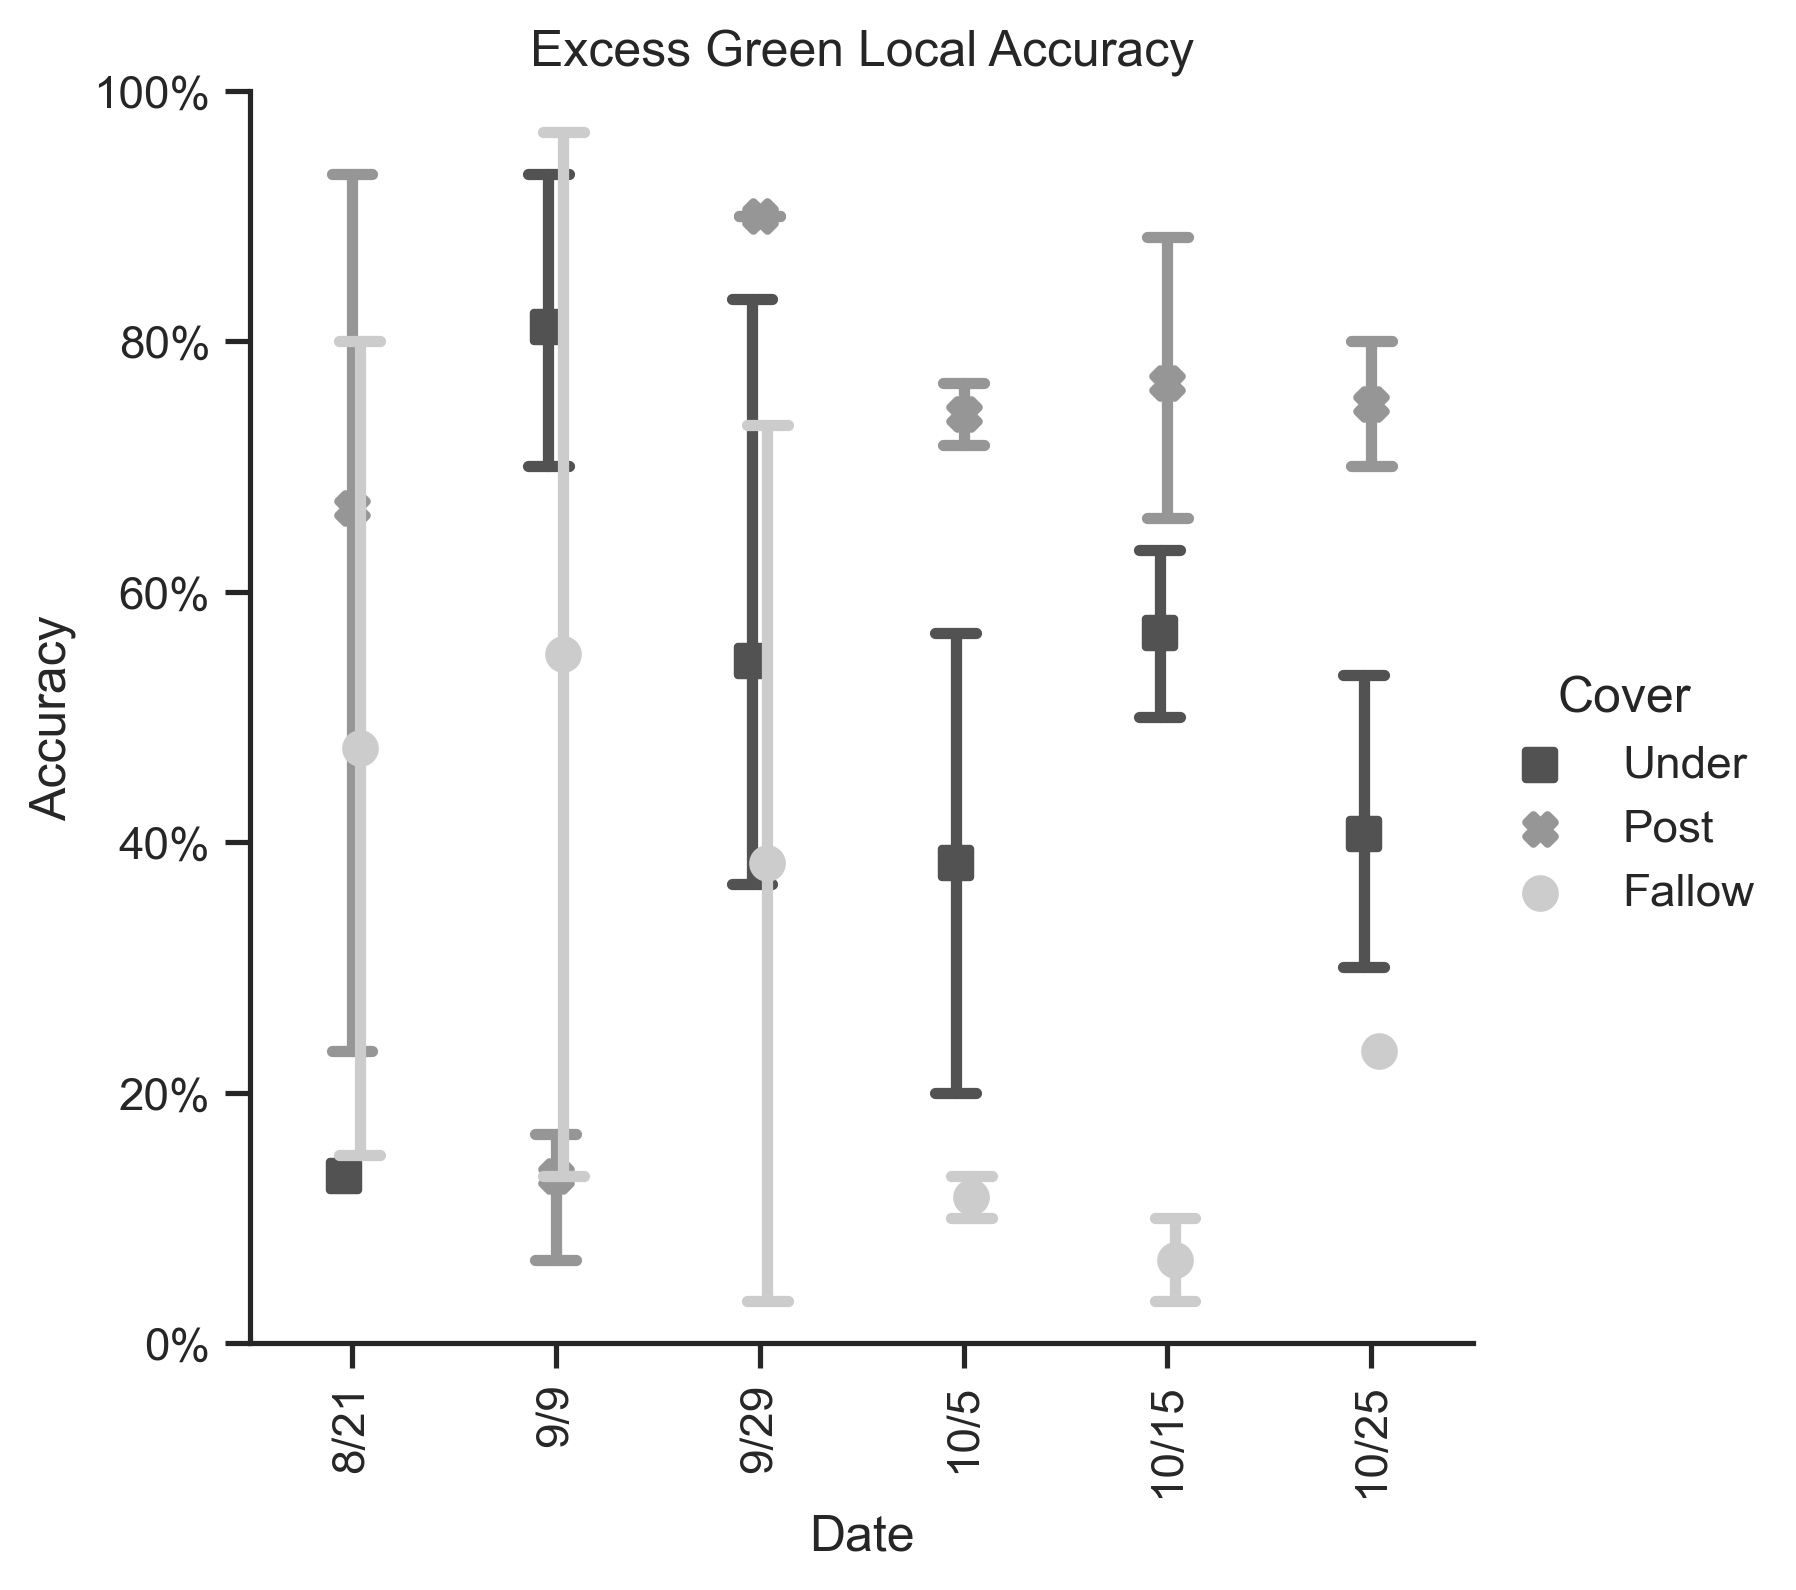 Excess Green Local Accuracy
100%
80%
60%
40%
20%
0%
Accuracy
8/21
9/9
9/29
10/5
10/15
10/25
Date
Cover
Under
Post
Fallow